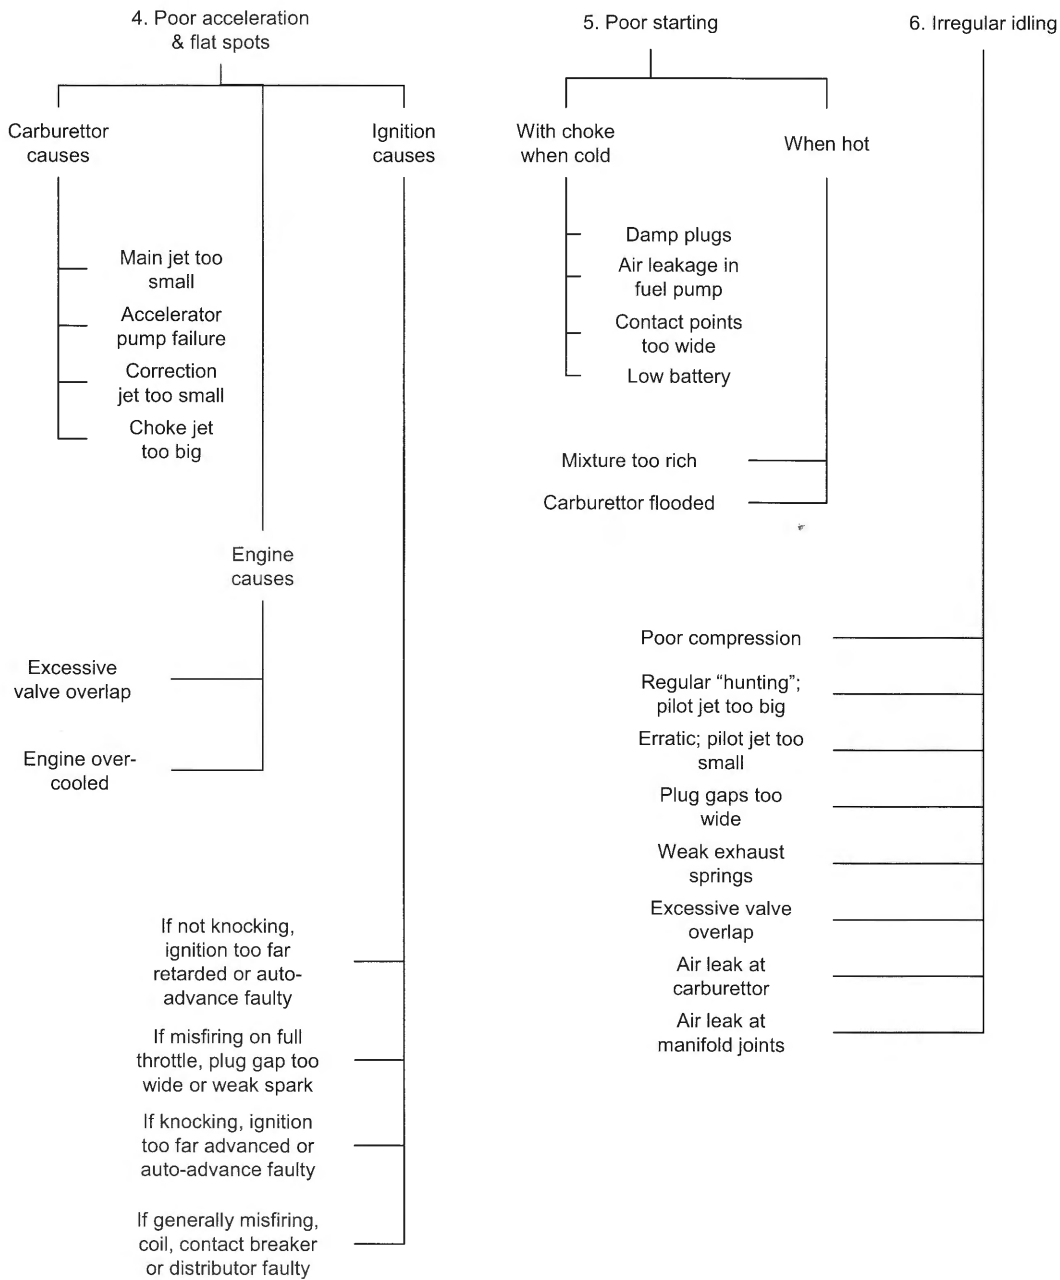 4. Poor acceleration
& flat spots
Carburettor
causes
Ignition
causes
Main jet too
small
Accelerator
pump failure
Correction
jet too small
Choke jet
too big
Engine
causes
Excessive
valve overlap
Engine over-
cooled
If not knocking,
ignition too far
retarded or auto-
advance faulty
If misfiring on full
throttle, plug gap too
wide or weak spark
If knocking, ignition
too far advanced or
auto-advance faulty
If generally misfiring,
coil, contact breaker
or distributor faulty
5. Poor starting
With choke
when cold
When hot
Damp plugs
Air leakage in
fuel pump
Contact points
too wide
Low battery
Mixture too rich
Carburettor flooded
6. Irregular idling
Poor compression
Regular “hunting”;
pilot jet too big
Erratic; pilot jet too
small
Plug gaps too
wide
Weak exhaust
springs
Excessive valve
overlap
Air leak at
carburettor
Air leak at
manifold joints